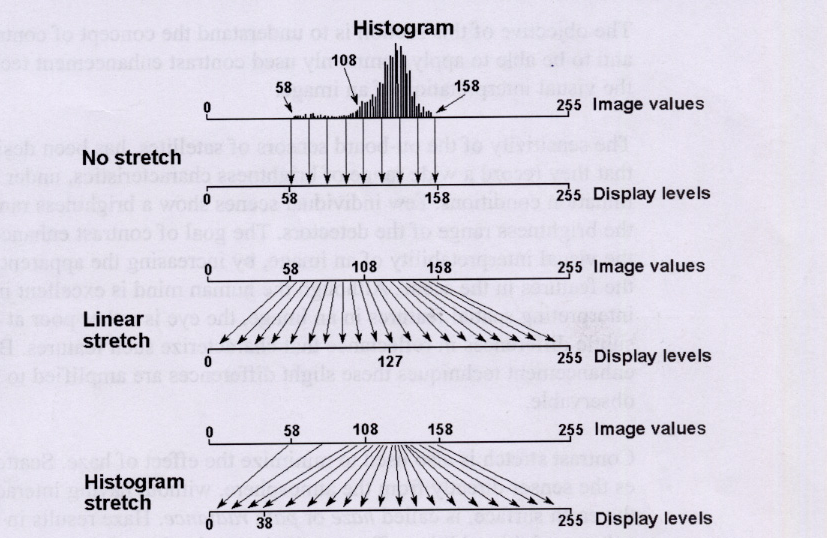 Histogram
108
58
158
0
255 Image values
No stretch
0 58 158 255 Display levels
0 58 108 158 255 Image values
Linear
stretch
0 127 255 Display levels
0 58 108 158 255 Image values
Histogram
stretch
0 38 255 Display levels